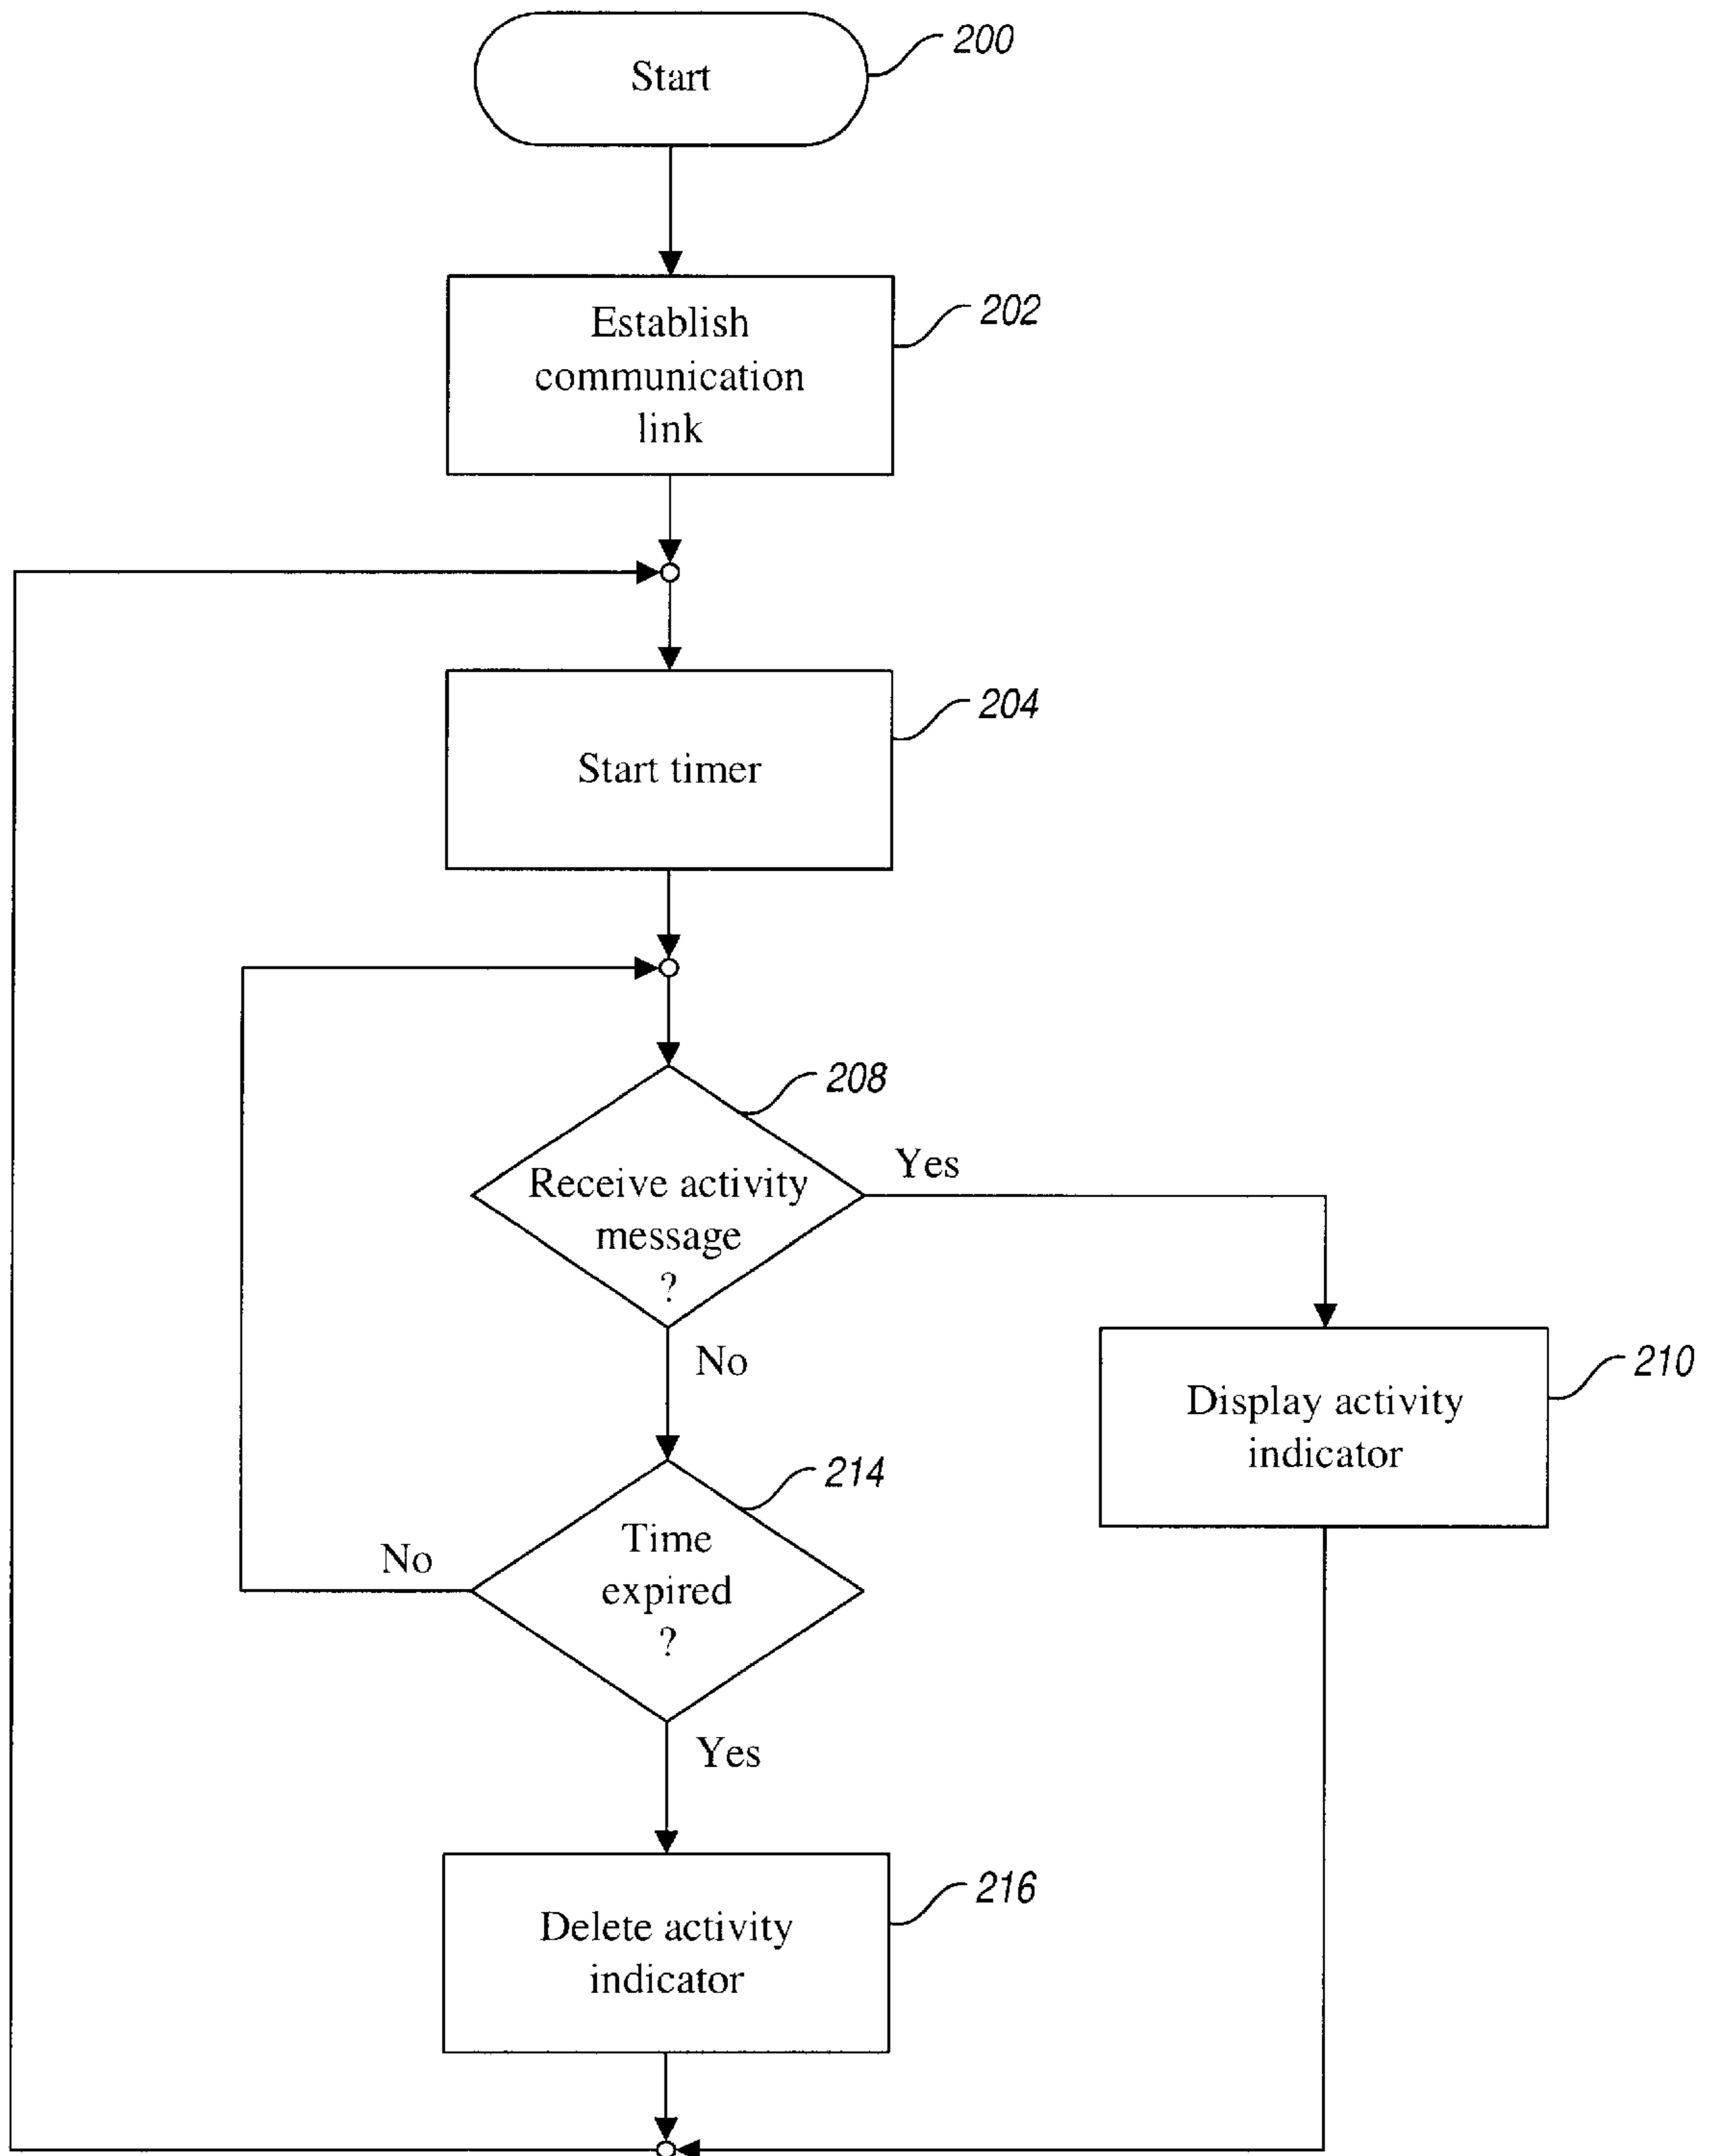 Start
200
Establish
communication
link
202
Start timer
204
208
Receive activity
message
?
Yes
No
Display activity
indicator
210
214
Time
expired
?
No
Yes
Delete activity
indicator
216